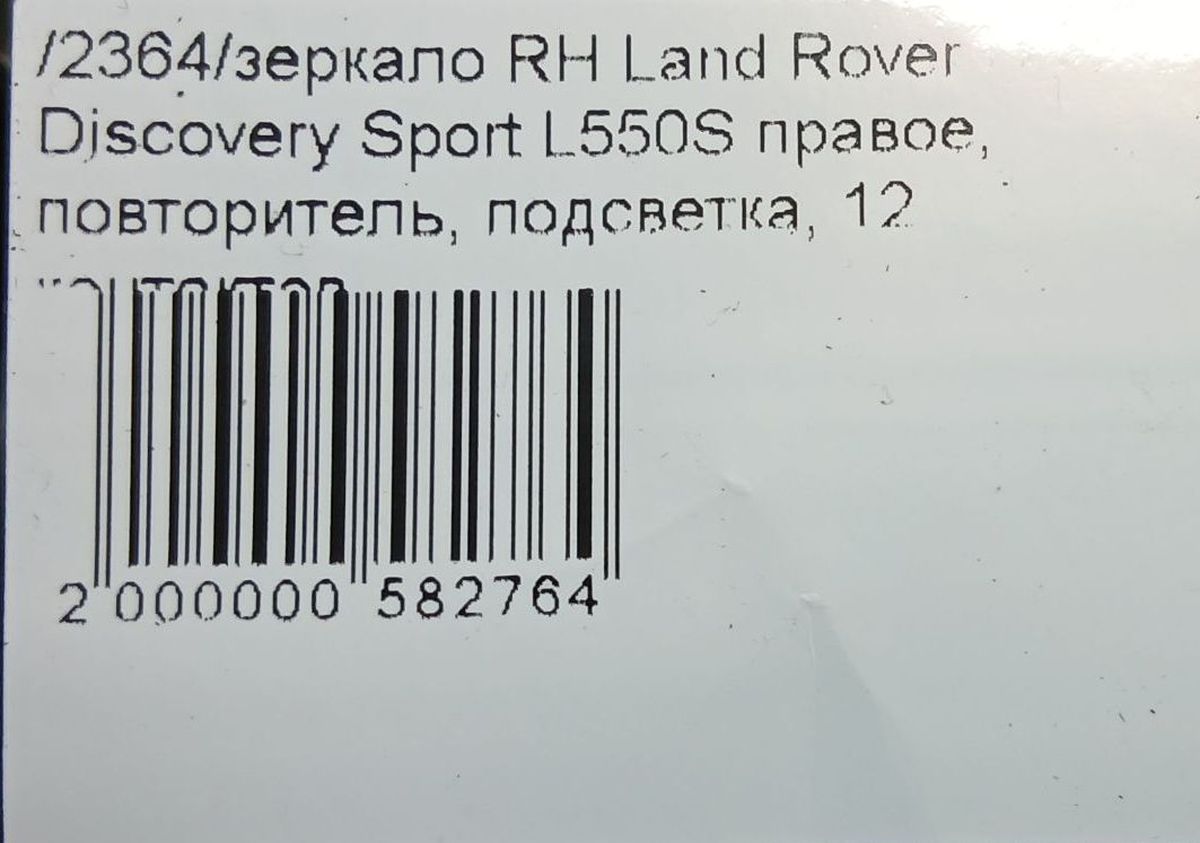 /2364/зеркало RH Land Rover
Discovery Sport L550S правое,
повторитель, подсветка, 12
2 000000 582764